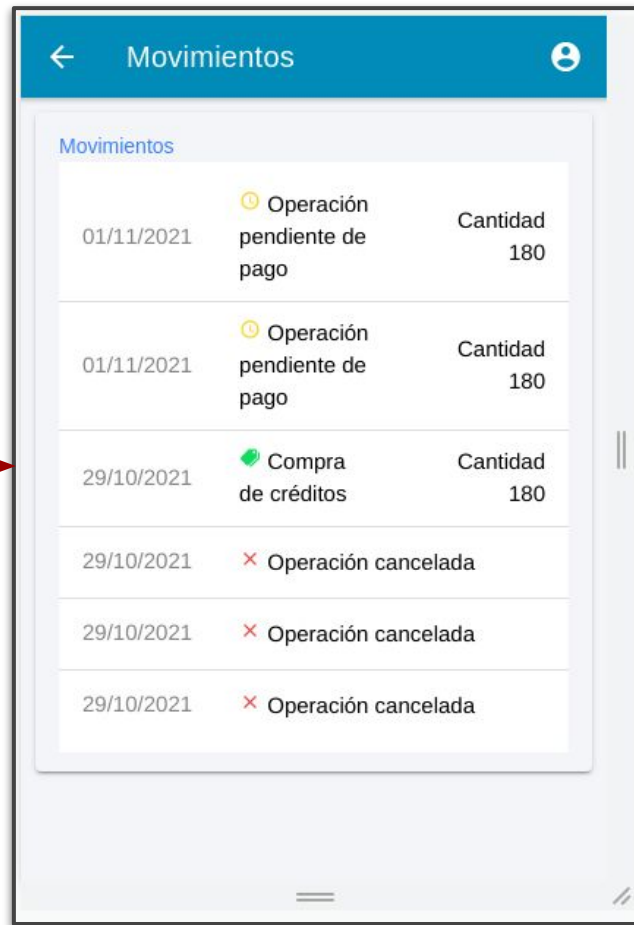 Movimientos
Movimientos
01/11/2021
Operación
pendiente de
pago
Cantidad
180
01/11/2021
Operación
pendiente de
pago
Cantidad
180
29/10/2021
Compra
de créditos
Cantidad
180
29/10/2021
Operación cancelada
29/10/2021
Operación cancelada
29/10/2021
Operación cancelada